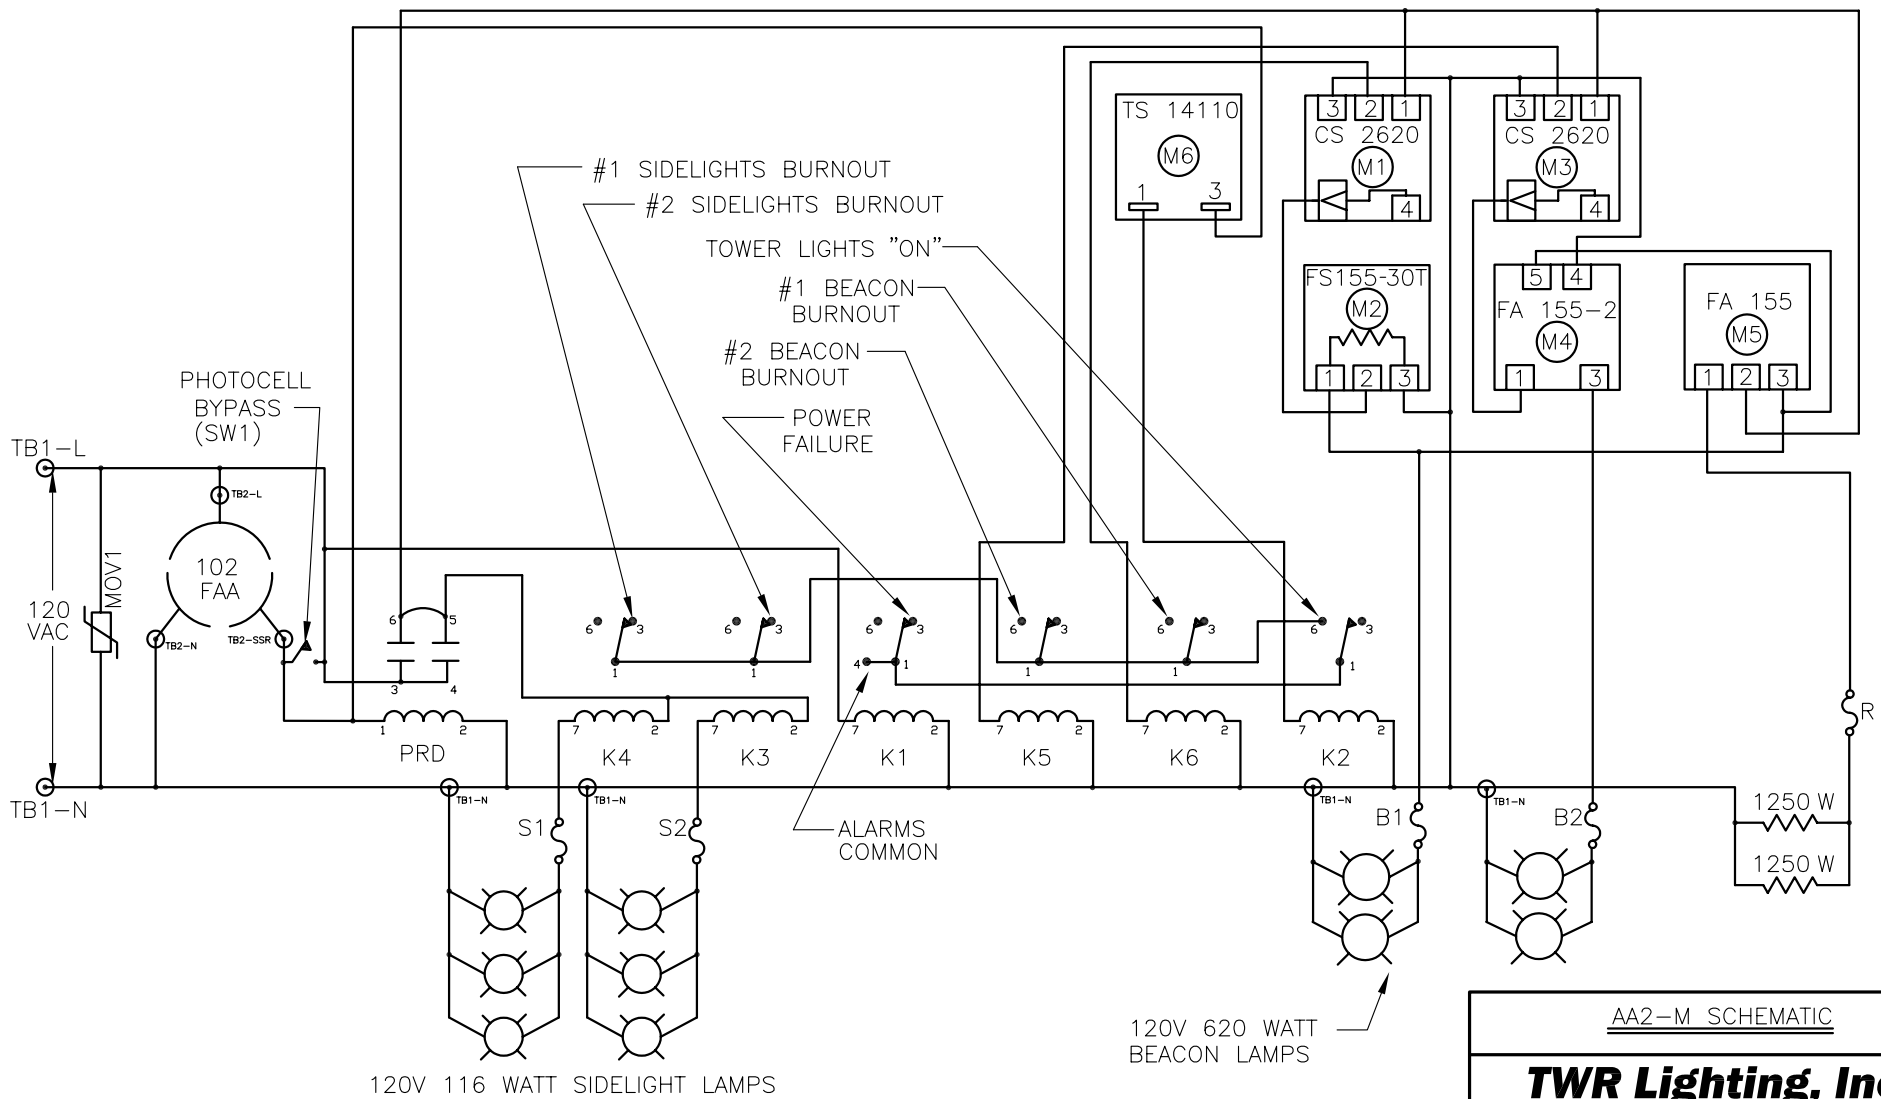 TS 14110
M6
1
3
3
2
1
CS 2620
M1
4
3
2
1
CS 2620
M3
4
FS155-30T
M2
1
2
3
5
4
FA 155-2
M4
1
3
FA 155
M5
1
2
3
#1 SIDELIGHTS BURNOUT
#2 SIDELIGHTS BURNOUT
TOWER LIGHTS "ON"
#1 BEACON
BURNOUT
#2 BEACON
BURNOUT
POWER
FAILURE
PHOTOCELL
BYPASS
(SW1)
TB1-L
TB2-L
102
FAA
MOV1
120
VAC
TB2-N
TB2-SSR
6
5
3
4
6
3
1
6
3
1
6
3
4
1
6
3
1
6
3
1
6
3
1
1
2
PRD
7
2
K4
7
2
K3
7
2
K1
7
2
K5
7
2
K6
7
2
K2
R
TB1-N
TB1-N
TB1-N
TB1-N
TB1-N
S1
S2
ALARMS
COMMON
B1
B2
1250 W
1250 W
120V 620 WATT
BEACON LAMPS
120V 116 WATT SIDELIGHT LAMPS
AA2-M SCHEMATIC
TWR Lighting, Inc